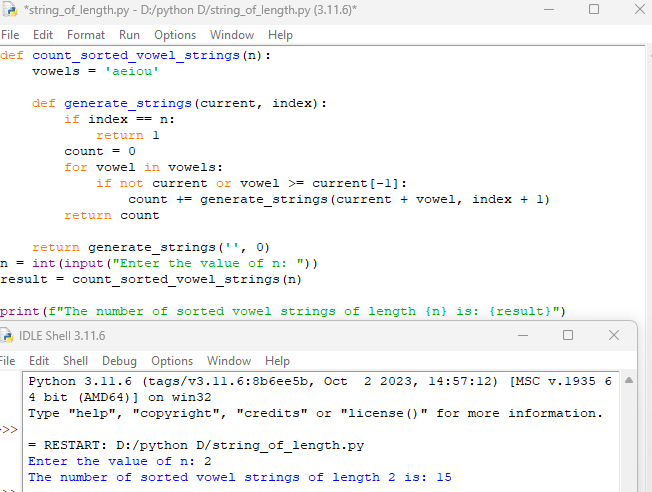 *string_of_length.py - D:/python D/string_of_length.py (3.11.6)*
File Edit Format Run Options Window Help
def count_sorted_vowel_strings(n):
    vowels = 'aeiou'

    def generate_strings(current, index):
        if index == n:
            return 1
        count = 0
        for vowel in vowels:
            if not current or vowel >= current[-1]:
                count += generate_strings(current + vowel, index + 1)
        return count

    return generate_strings('', 0)
n = int(input("Enter the value of n: "))
result = count_sorted_vowel_strings(n)

print(f"The number of sorted vowel strings of length {n} is: {result}")
IDLE Shell 3.11.6
File Edit Shell Debug Options Window Help
Python 3.11.6 (tags/v3.11.6:8b6ee5b, Oct  2 2023, 14:57:12) [MSC v.1935 6
4 bit (AMD64)] on win32
Type "help", "copyright", "credits" or "license()" for more information.
>>>
= RESTART: D:/python D/string_of_length.py
Enter the value of n: 2
The number of sorted vowel strings of length 2 is: 15
>>>